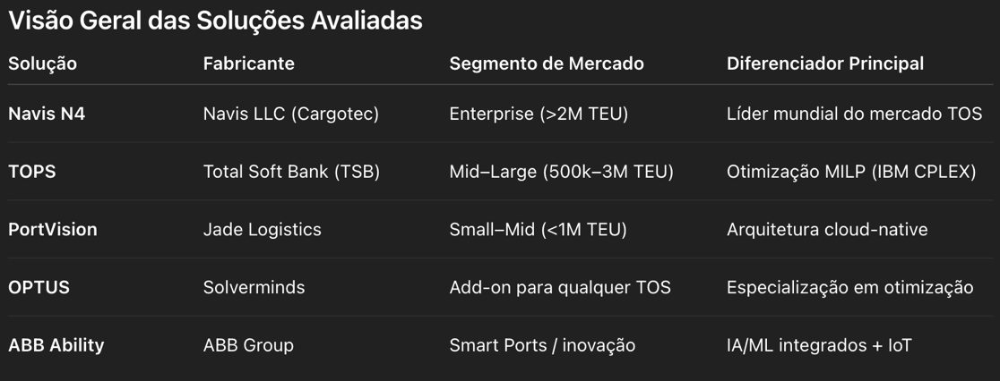 Visão Geral das Soluções Avaliadas
Solução Fabricante Segmento de Mercado Diferenciador Principal
Navis N4 Navis LLC (Cargotec) Enterprise (>2M TEU) Líder mundial do mercado TOS
TOPS Total Soft Bank (TSB) Mid–Large (500k–3M TEU) Otimização MILP (IBM CPLEX)
PortVision Jade Logistics Small–Mid (<1M TEU) Arquitetura cloud-native
OPTUS Solverminds Add-on para qualquer TOS Especialização em otimização
ABB Ability ABB Group Smart Ports / inovação IA/ML integrados + IoT